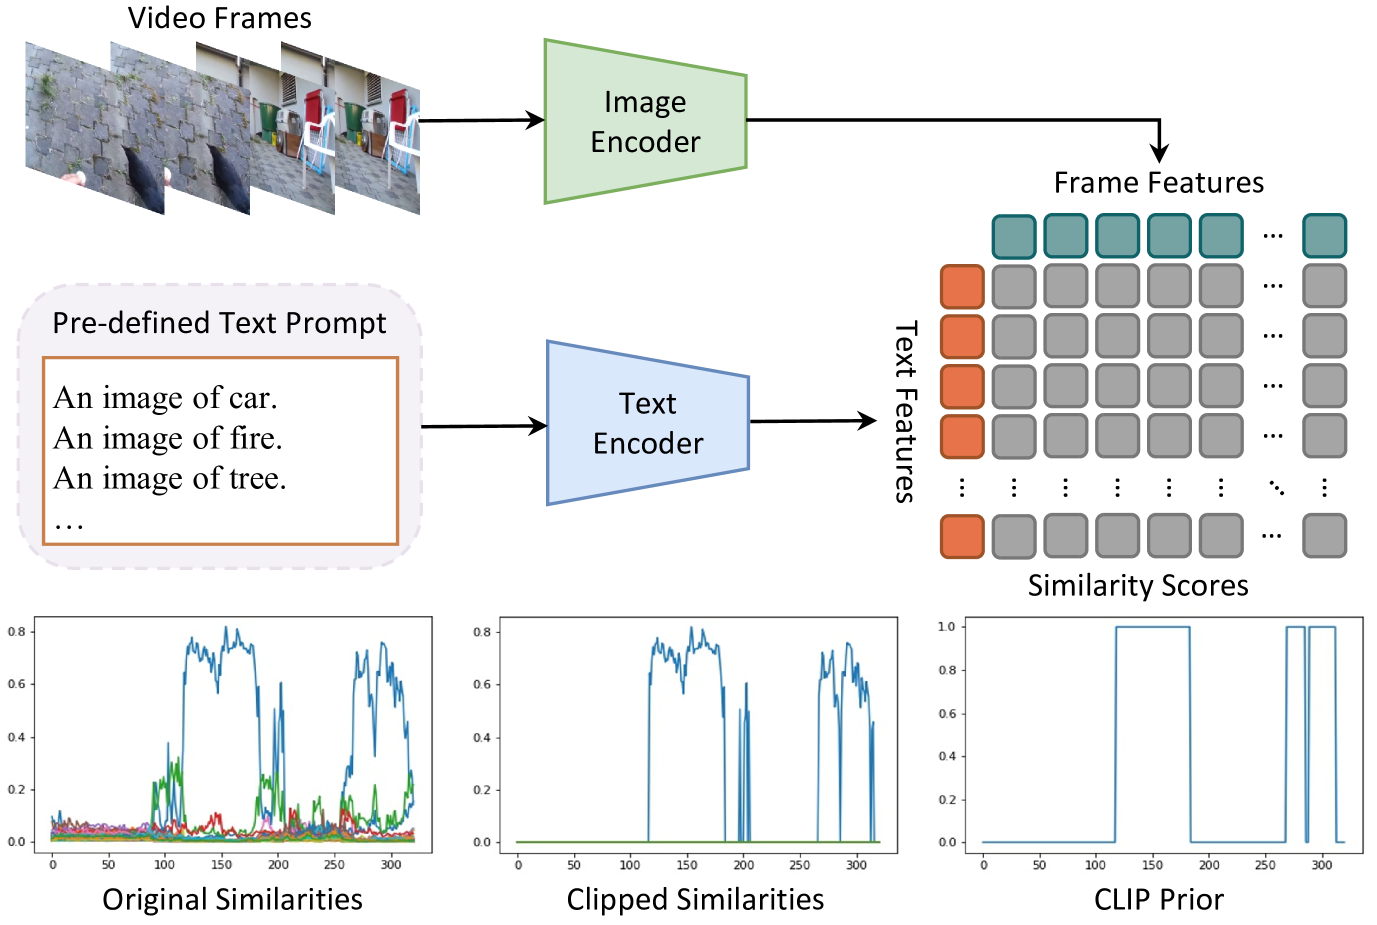 Video Frames
Image
Encoder
Frame Features
Pre-defined Text Prompt
An image of car.
An image of fire.
An image of tree.
...
Text
Encoder
Text Features
...
...
...
...
...
...
Similarity Scores
0.8
0.6
0.4
0.2
0.0
0 50 100 150 200 250 300
Original Similarities
0.8
0.6
0.4
0.2
0.0
0 50 100 150 200 250 300
Clipped Similarities
1.0
0.8
0.6
0.4
0.2
0.0
0 50 100 150 200 250 300
CLIP Prior